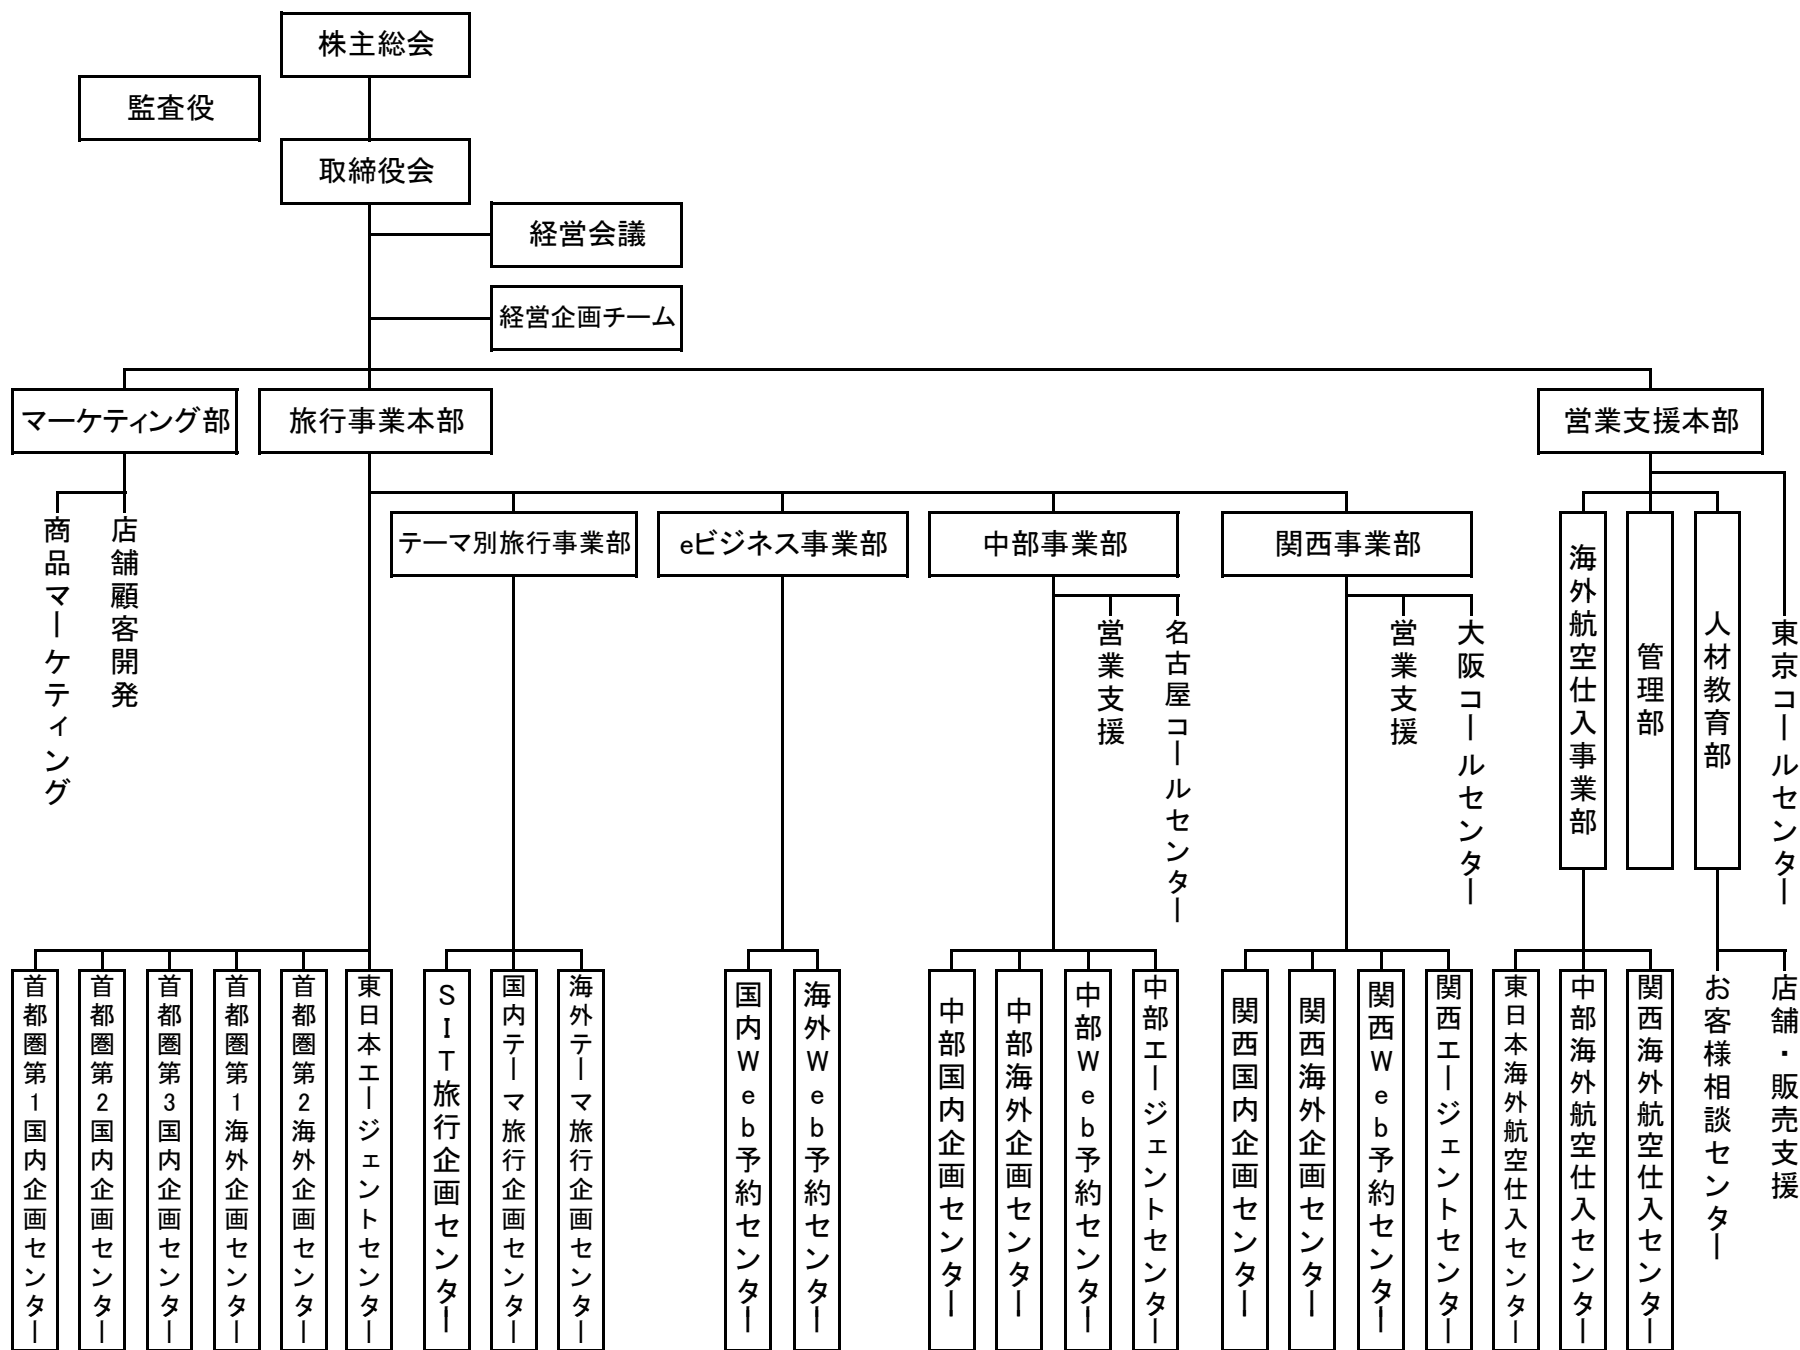 株主総会
監査役
取締役会
経営会議
経営企画チーム
マーケティング部
旅行事業本部
営業支援本部
商品マーケティング
店舗顧客開発
テーマ別旅行事業部
eビジネス事業部
中部事業部
関西事業部
営業支援
名古屋コールセンター
営業支援
大阪コールセンター
海外航空仕入事業部
管理部
人材教育部
東京コールセンター
首都圏第1国内企画センター
首都圏第2国内企画センター
首都圏第3国内企画センター
首都圏第1海外企画センター
首都圏第2海外企画センター
東日本エージェントセンター
SIT旅行企画センター
国内テーマ旅行企画センター
海外テーマ旅行企画センター
国内Web予約センター
海外Web予約センター
中部国内企画センター
中部海外企画センター
中部Web予約センター
中部エージェントセンター
関西国内企画センター
関西海外企画センター
関西Web予約センター
関西エージェントセンター
東日本海外航空仕入センター
中部海外航空仕入センター
関西海外航空仕入センター
お客様相談センター
店舗・販売支援